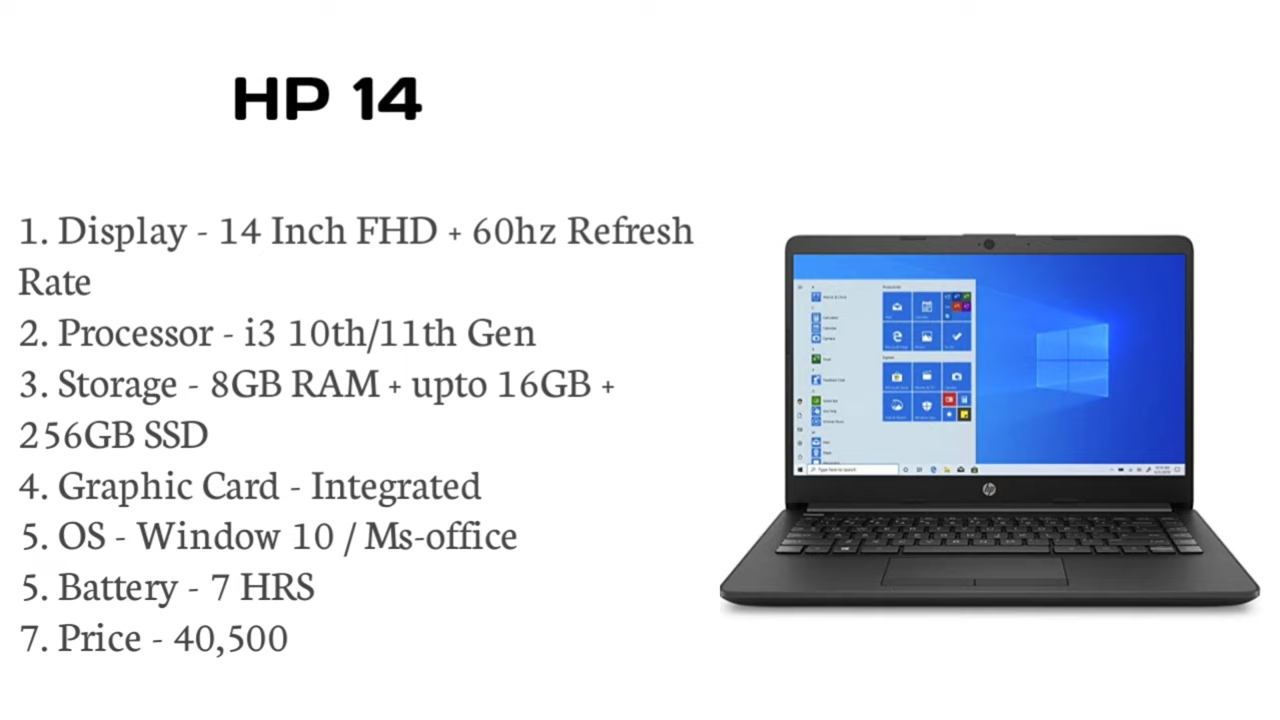 HP 14
1. Display - 14 Inch FHD + 60hz Refresh
Rate
2. Processor - i3 10th/11th Gen
3. Storage - 8GB RAM + upto 16GB +
256GB SSD
4. Graphic Card - Integrated
5. OS - Window 10 / Ms-office
5. Battery - 7 HRS
7. Price - 40,500
hp